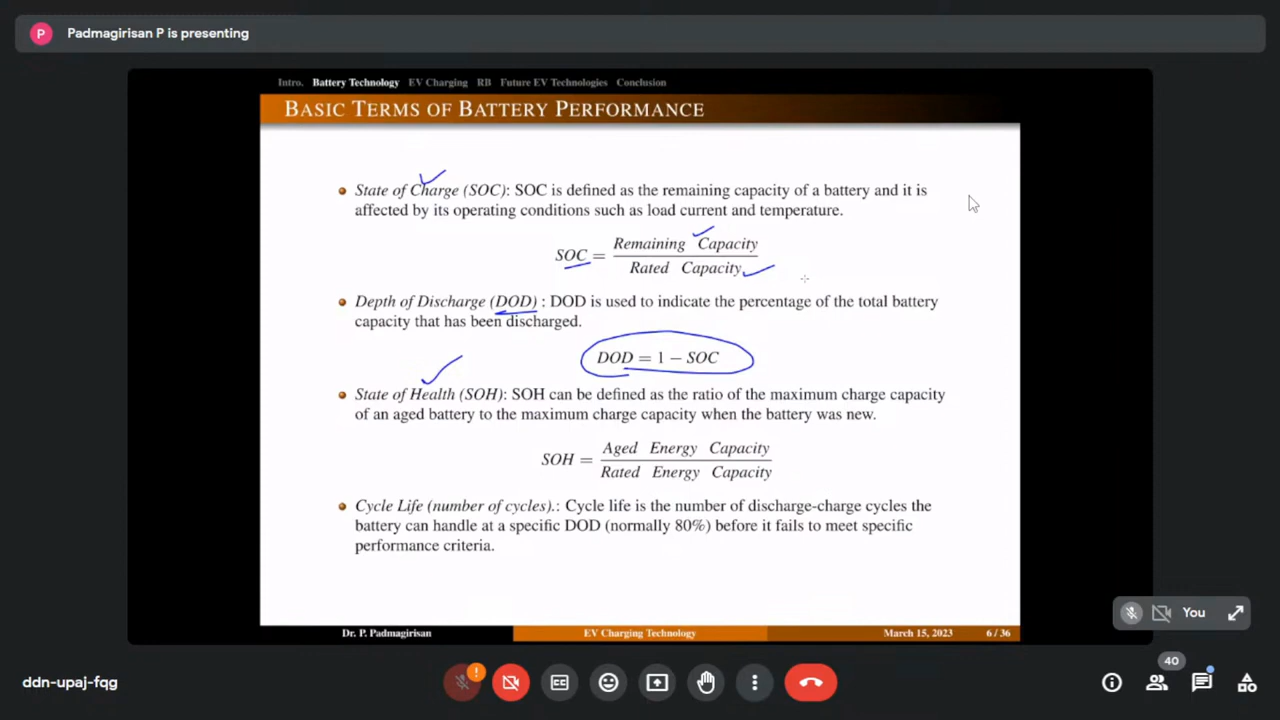 P Padmagirisan P is presenting
Intro. Battery Technology EV Charging RB Future EV Technologies Conclusion
BASIC TERMS OF BATTERY PERFORMANCE
State of Charge (SOC): SOC is defined as the remaining capacity of a battery and it is
affected by its operating conditions such as load current and temperature.
SOC = Remaining Capacity / Rated Capacity
Depth of Discharge (DOD) : DOD is used to indicate the percentage of the total battery
capacity that has been discharged.
DOD = 1 − SOC
State of Health (SOH): SOH can be defined as the ratio of the maximum charge capacity
of an aged battery to the maximum charge capacity when the battery was new.
SOH = Aged Energy Capacity / Rated Energy Capacity
Cycle Life (number of cycles).: Cycle life is the number of discharge-charge cycles the
battery can handle at a specific DOD (normally 80%) before it fails to meet specific
performance criteria.
You
Dr. P. Padmagirisan EV Charging Technology March 15, 2023 6 / 36
40
ddn-upaj-fqg